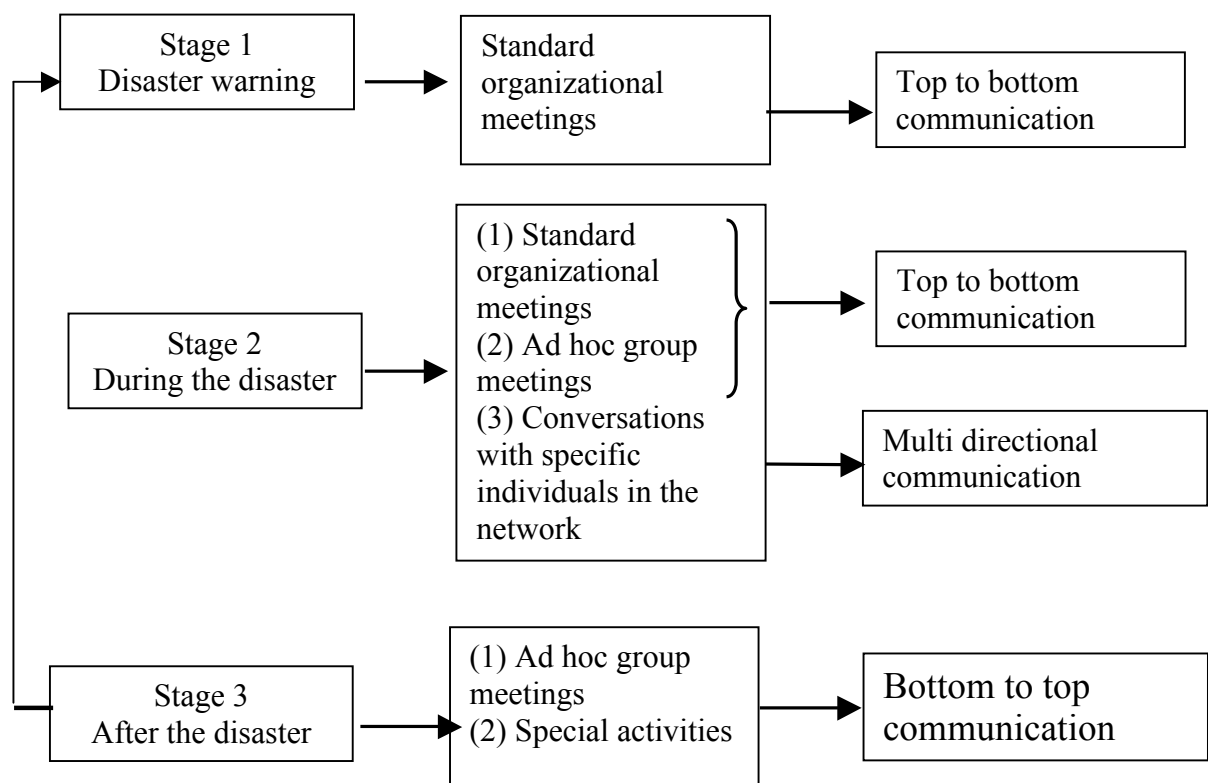 Stage 1
Disaster warning
Standard
organizational
meetings
Top to bottom
communication
Stage 2
During the disaster
(1) Standard
organizational
meetings
(2) Ad hoc group
meetings
(3) Conversations
with specific
individuals in the
network
Top to bottom
communication
Multi directional
communication
Stage 3
After the disaster
(1) Ad hoc group
meetings
(2) Special activities
Bottom to top
communication